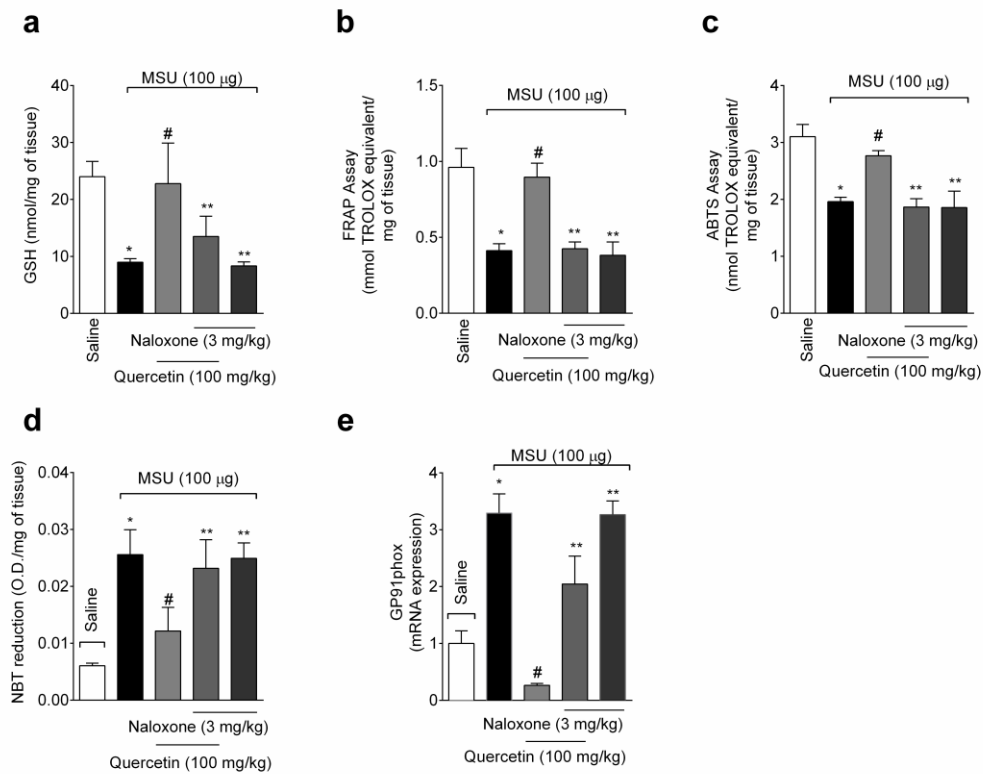 a
MSU (100 µg)
GSH (nmol/mg of tissue)
40
30
20
10
0
*
#
**
**
Saline
Naloxone (3 mg/kg)
Quercetin (100 mg/kg)
b
MSU (100 µg)
FRAP Assay
(mmol TROLOX equivalent/
mg of tissue)
1.5
1.0
0.5
0.0
*
#
**
**
Saline
Naloxone (3 mg/kg)
Quercetin (100 mg/kg)
c
MSU (100 µg)
ABTS Assay
(nmol TROLOX equivalent/
mg of tissue)
4
3
2
1
0
*
#
**
**
Saline
Naloxone (3 mg/kg)
Quercetin (100 mg/kg)
d
MSU (100 µg)
NBT reduction (O.D./mg of tissue)
0.04
0.03
0.02
0.01
0.00
Saline
*
#
**
**
Naloxone (3 mg/kg)
Quercetin (100 mg/kg)
e
MSU (100 µg)
GP91phox
(mRNA expression)
4
3
2
1
0
Saline
*
#
**
**
Naloxone (3 mg/kg)
Quercetin (100 mg/kg)